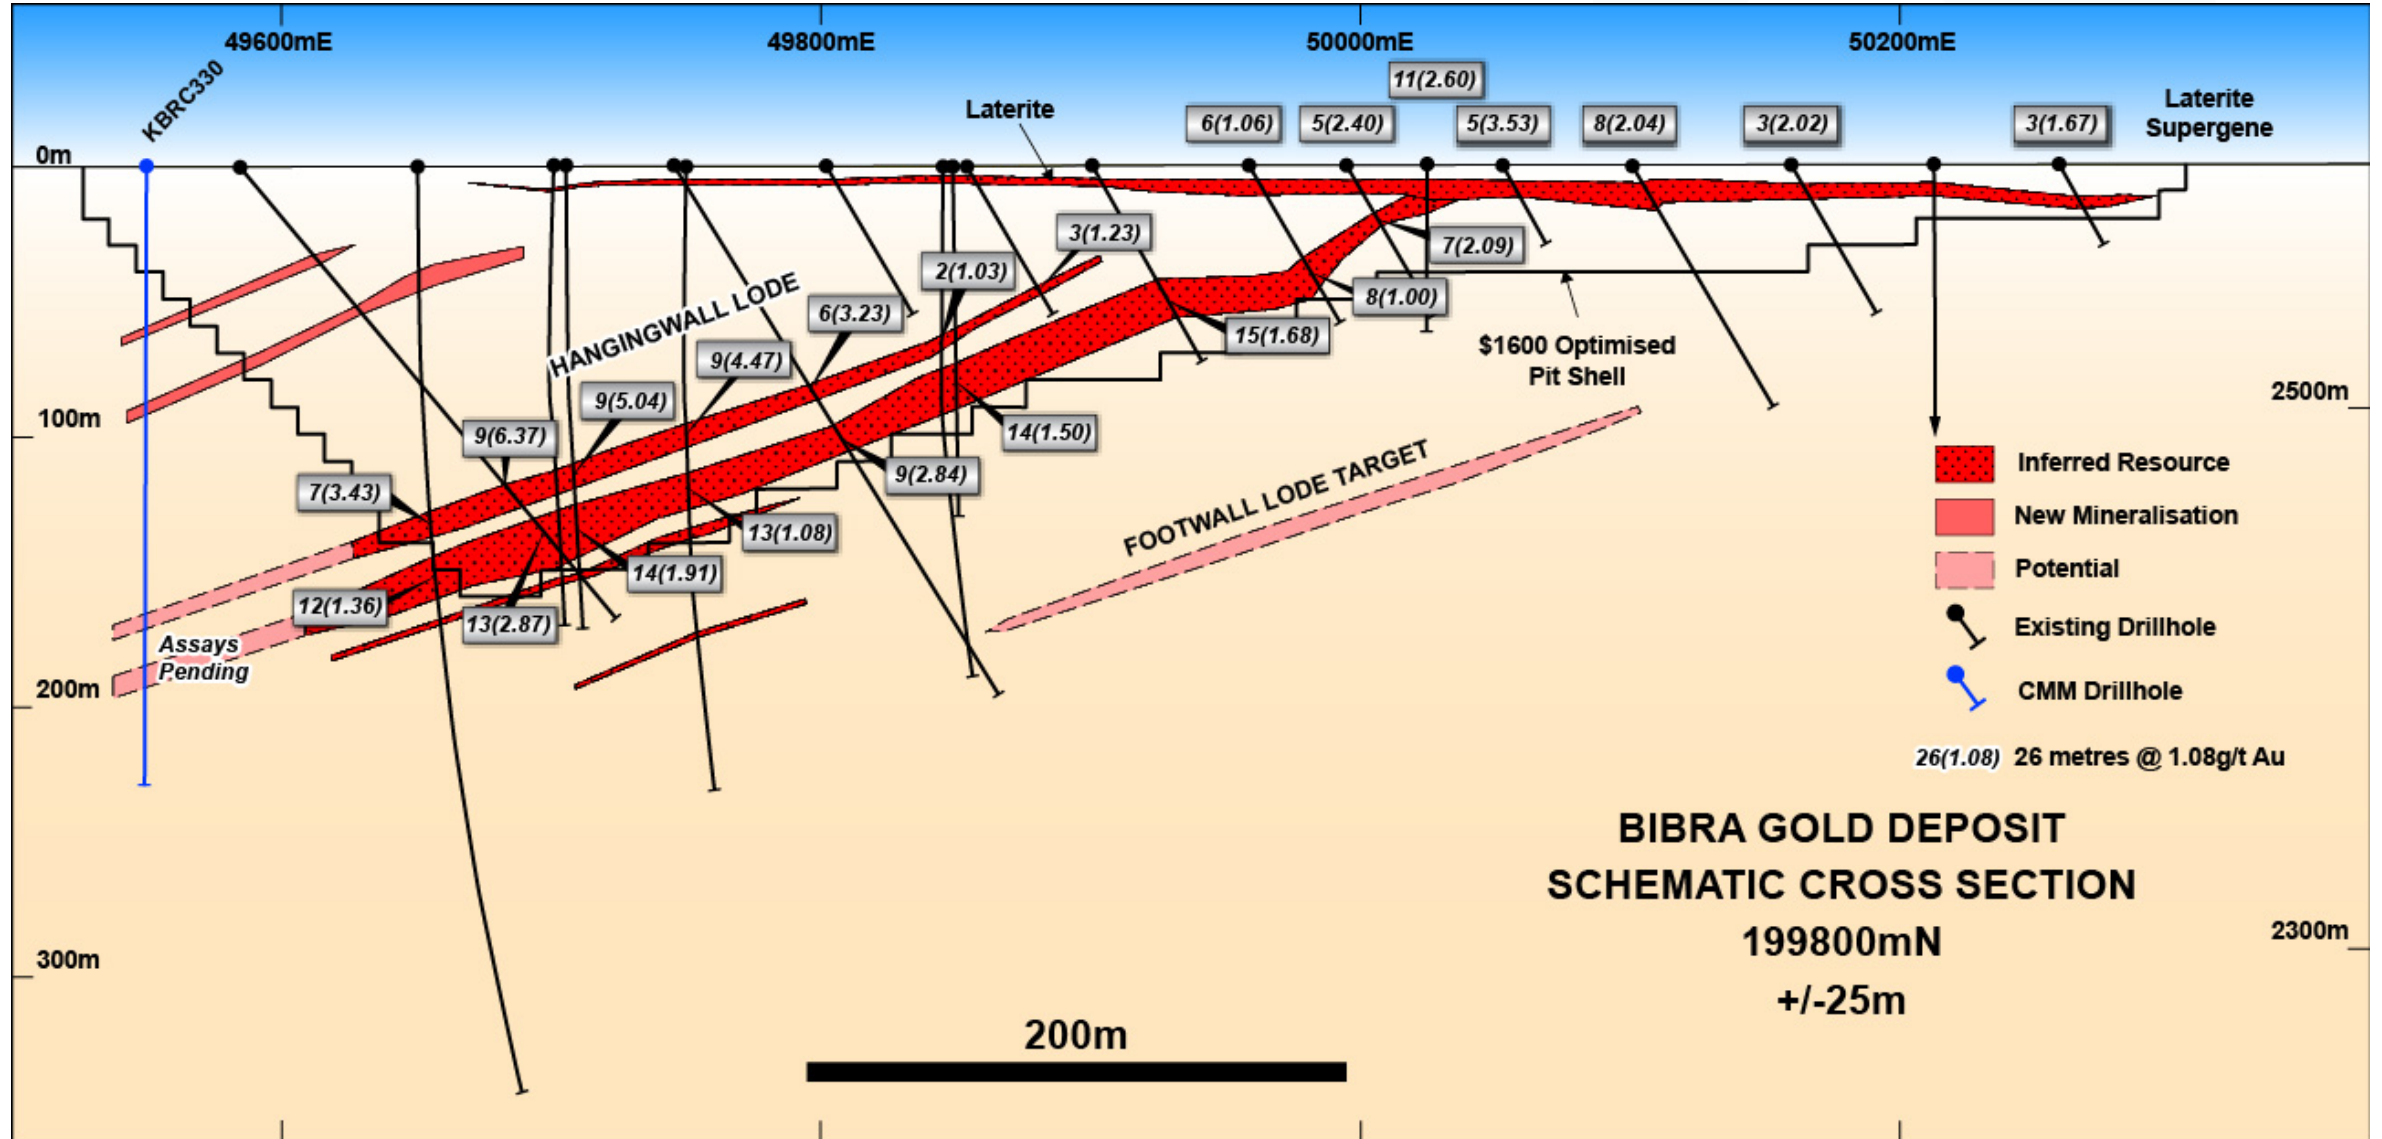 49600mE
49800mE
50000mE
50200mE
KBRC330
11(2.60)
Laterite
6(1.06)
5(2.40)
5(3.53)
8(2.04)
3(2.02)
3(1.67)
Laterite
Supergene
0m
3(1.23)
7(2.09)
2(1.03)
HANGINGWALL LODE
8(1.00)
6(3.23)
15(1.68)
$1600 Optimised
Pit Shell
9(4.47)
9(5.04)
2500m
100m
9(6.37)
14(1.50)
9(2.84)
7(3.43)
FOOTWALL LODE TARGET
13(1.08)
14(1.91)
12(1.36)
13(2.87)
Assays
Pending
200m
Inferred Resource
New Mineralisation
Potential
Existing Drillhole
CMM Drillhole
26(1.08) 26 metres @ 1.08g/t Au
BIBRA GOLD DEPOSIT
SCHEMATIC CROSS SECTION
199800mN
+/-25m
2300m
300m
200m